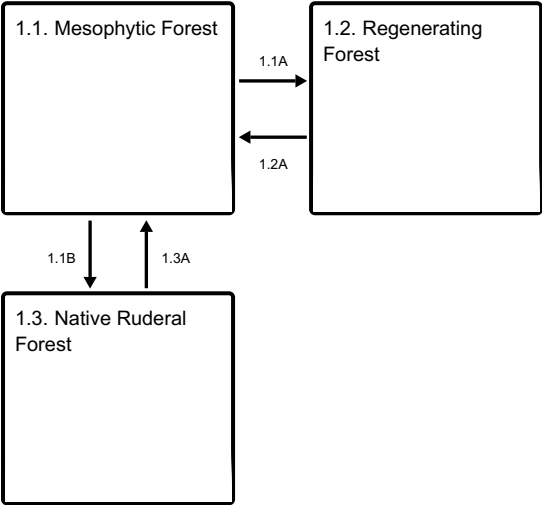 1.1. Mesophytic Forest
1.2. Regenerating
Forest
1.1A
1.2A
1.1B
1.3A
1.3. Native Ruderal
Forest